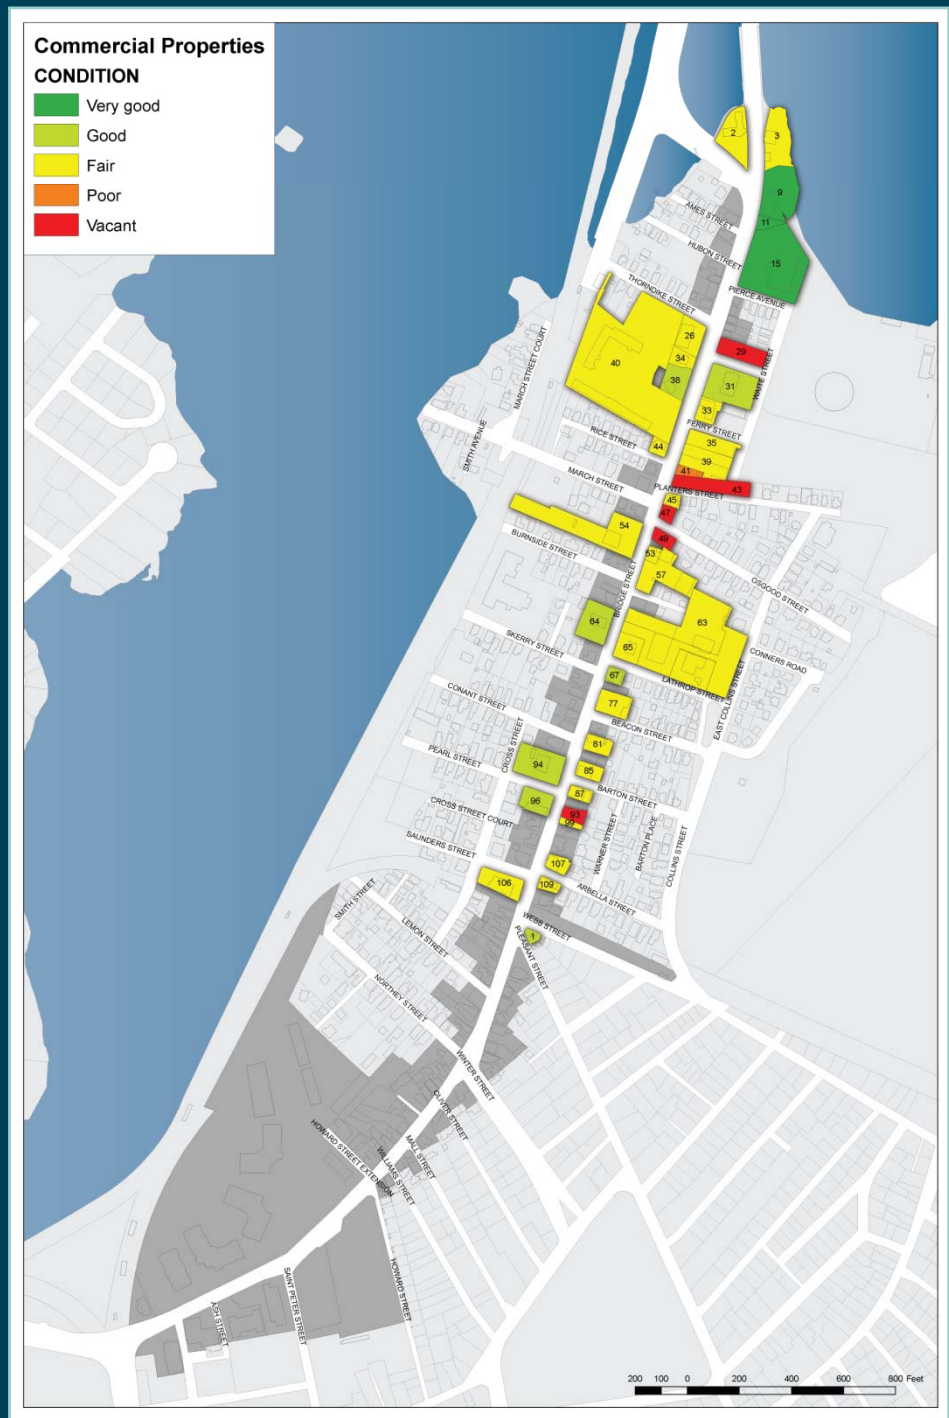 Commercial Properties
CONDITION
Very good
Good
Fair
Poor
Vacant
2
3
9
AMES STREET
11
HUBON STREET
15
THORNDIKE STREET
PIERCE AVENUE
26
29
MARCH STREET COURT
34
40
WAITE STREET
38
31
33
SMITH AVENUE
RICE STREET
FERRY STREET
44
35
39
MARCH STREET
41
PLANTERS STREET
43
45
47
54
BURNSIDE STREET
49
53
57
BRIDGE STREET
OSGOOD STREET
64
63
SKERRY STREET
65
CONNERS ROAD
67
LATHROP STREET
CONANT STREET
77
EAST COLLINS STREET
BEACON STREET
CROSS STREET
81
PEARL STREET
94
85
BARTON STREET
87
96
CROSS STREET COURT
93
99
WARNER STREET
BARTON PLACE
COLLINS STREET
SAUNDERS STREET
107
106
109
ARBELLA STREET
SMITH STREET
WEBB STREET
LEMON STREET
1
PLEASANT STREET
NORTHEY STREET
WINTER STREET
OLIVER STREET
HOWARD STREET EXTENSION
MALL STREET
WILLIAMS STREET
HOWARD STREET
SAINT PETER STREET
ASH STREET
200 100 0 200 400 600 800 Feet